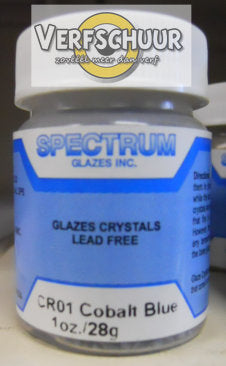 VERFSCHUUR
zoveel meer dan verf
SPECTRUM
GLAZES INC.
GLAZES CRYSTALS
LEAD FREE
CR01 Cobalt Blue
1oz./28g